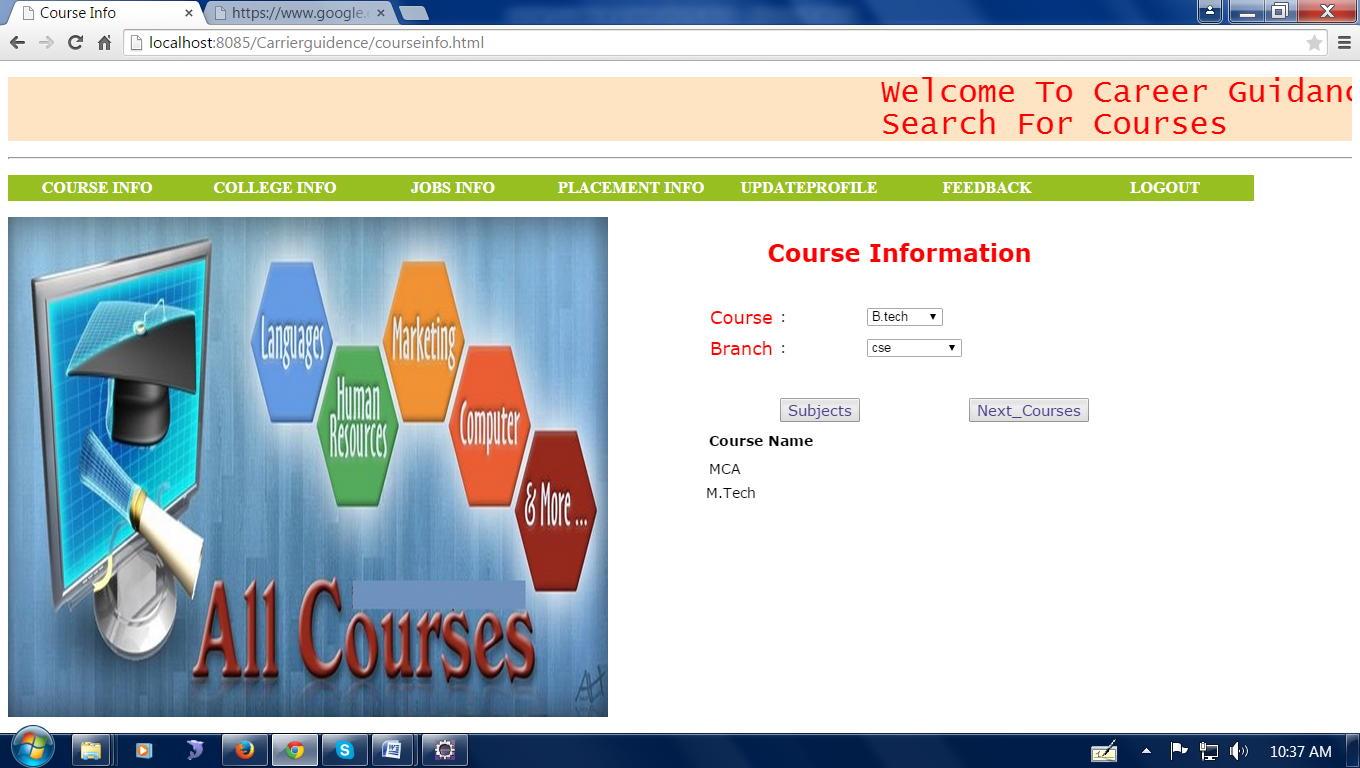 Course Info
https://www.google.
localhost:8085/Carrierguidence/courseinfo.html
Welcome To Career Guidanc
Search For Courses
COURSE INFO COLLEGE INFO JOBS INFO PLACEMENT INFO UPDATEPROFILE FEEDBACK LOGOUT
Languages
Human
Resources
Marketing
Computer
& More ...
All Courses
Course Information
Course : B.tech
Branch : cse
Subjects Next_Courses
Course Name
MCA
M.Tech
10:37 AM